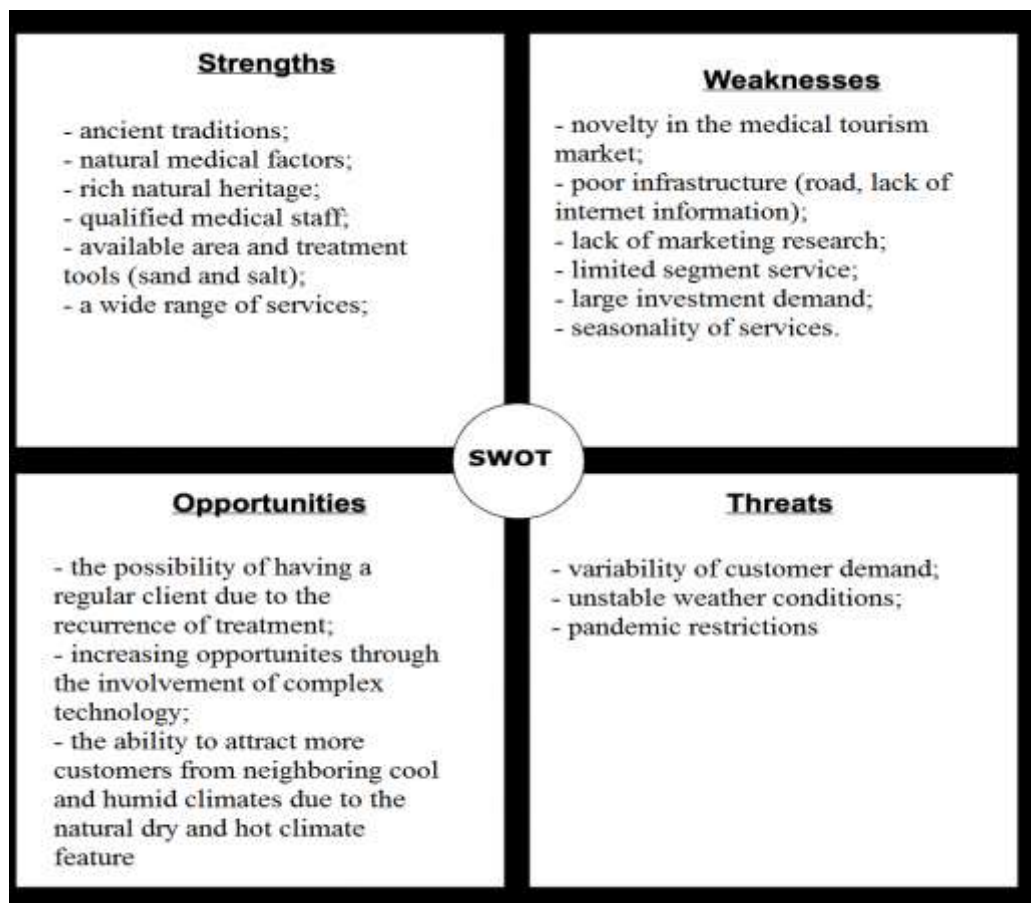 Strengths
- ancient traditions;
- natural medical factors;
- rich natural heritage;
- qualified medical staff;
- available area and treatment
tools (sand and salt);
- a wide range of services;
Weaknesses
- novelty in the medical tourism
market;
- poor infrastructure (road, lack of
internet information);
- lack of marketing research;
- limited segment service;
- large investment demand;
- seasonality of services.
SWOT
Opportunities
- the possibility of having a
regular client due to the
recurrence of treatment;
- increasing opportunites through
the involvement of complex
technology;
- the ability to attract more
customers from neighboring cool
and humid climates due to the
natural dry and hot climate
feature
Threats
- variability of customer demand;
- unstable weather conditions;
- pandemic restrictions